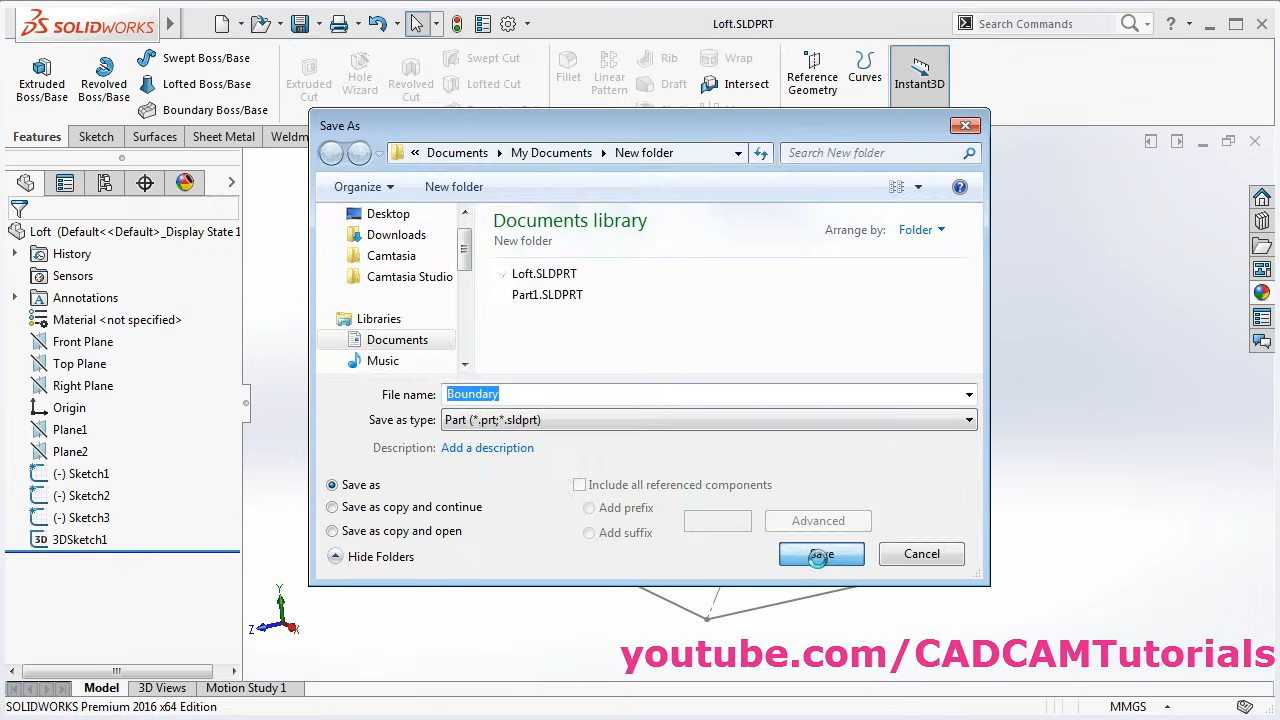 SOLIDWORKS
Loft.SLDPRT
Search Commands
Extruded Boss/Base
Revolved Boss/Base
Swept Boss/Base
Lofted Boss/Base
Boundary Boss/Base
Extruded Cut
Hole Wizard
Revolved Cut
Swept Cut
Lofted Cut
Fillet
Linear Pattern
Rib
Draft
Wrap
Intersect
Reference Geometry
Curves
Instant3D
Features
Sketch
Surfaces
Sheet Metal
Weldm
Save As
Documents
My Documents
New folder
Search New folder
Organize
New folder
Desktop
Downloads
Camtasia
Camtasia Studio
Libraries
Documents
Music
Documents library
New folder
Arrange by: Folder
Loft.SLDPRT
Part1.SLDPRT
File name: Boundary
Save as type: Part (*.prt;*.sldprt)
Description: Add a description
Save as
Save as copy and continue
Save as copy and open
Include all referenced components
Add prefix
Add suffix
Advanced
Hide Folders
Save
Cancel
Loft (Default<<Default>_Display State 1
History
Sensors
Annotations
Material <not specified>
Front Plane
Top Plane
Right Plane
Origin
Plane1
Plane2
(-) Sketch1
(-) Sketch2
(-) Sketch3
3D 3DSketch1
Y
Z
X
youtube.com/CADCAMTutorials
Model
3D Views
Motion Study 1
SOLIDWORKS Premium 2016 x64 Edition
MMGS